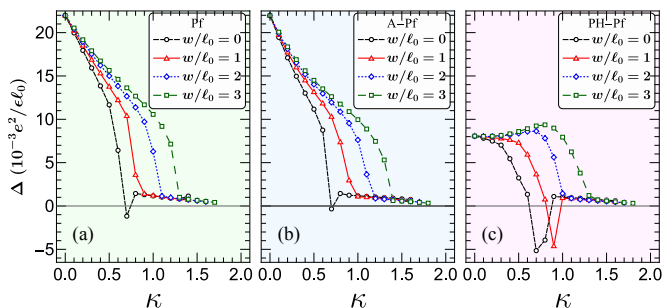 Δ (10⁻³e²/ϵℓ₀)
20
15
10
5
0
−5
Pf
w/ℓ₀ = 0
w/ℓ₀ = 1
w/ℓ₀ = 2
w/ℓ₀ = 3
(a)
0.0 0.5 1.0 1.5 2.0
κ
A−Pf
w/ℓ₀ = 0
w/ℓ₀ = 1
w/ℓ₀ = 2
w/ℓ₀ = 3
(b)
0.0 0.5 1.0 1.5 2.0
κ
PH−Pf
w/ℓ₀ = 0
w/ℓ₀ = 1
w/ℓ₀ = 2
w/ℓ₀ = 3
(c)
0.0 0.5 1.0 1.5 2.0
κ